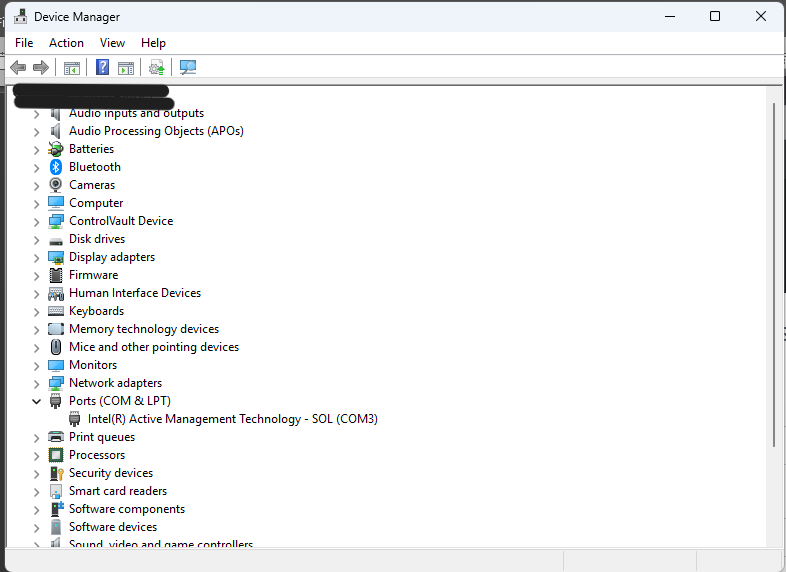 Device Manager
File Action View Help
Audio inputs and outputs
Audio Processing Objects (APOs)
Batteries
Bluetooth
Cameras
Computer
ControlVault Device
Disk drives
Display adapters
Firmware
Human Interface Devices
Keyboards
Memory technology devices
Mice and other pointing devices
Monitors
Network adapters
Ports (COM & LPT)
Intel(R) Active Management Technology - SOL (COM3)
Print queues
Processors
Security devices
Smart card readers
Software components
Software devices
Sound, video and game controllers